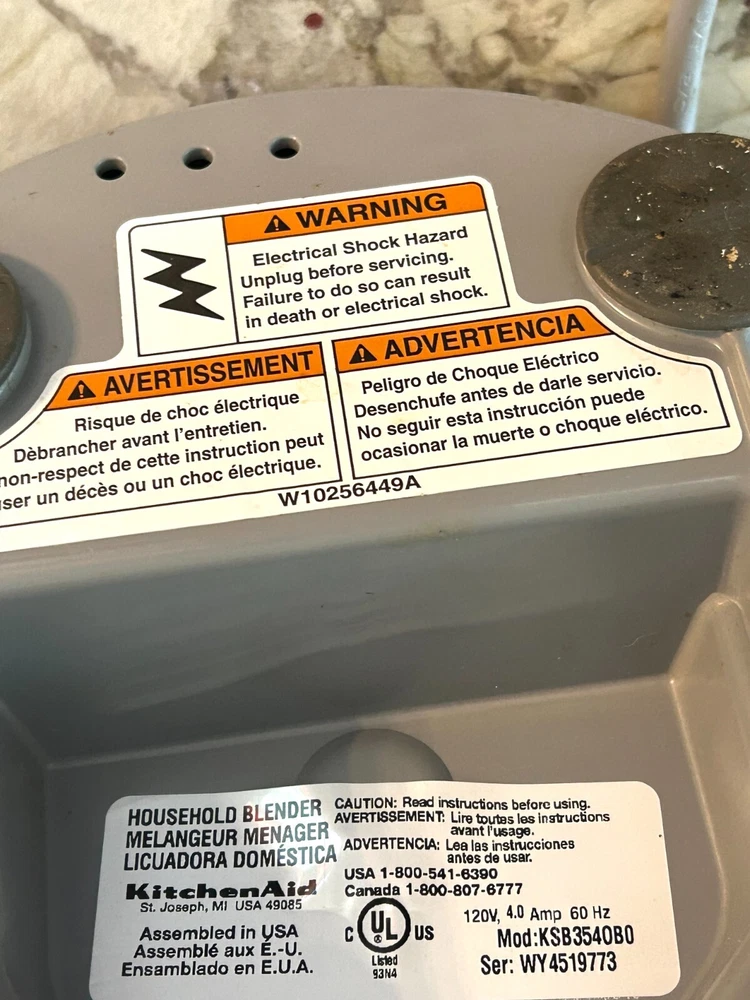 WARNING
Electrical Shock Hazard
Unplug before servicing.
Failure to do so can result
in death or electrical shock.
AVERTISSEMENT
Risque de choc électrique
Dèbrancher avant l'entretien.
non-respect de cette instruction peut
un décès ou un choc électrique.
ADVERTENCIA
Peligro de Choque Eléctrico
Desenchufe antes de darle servicio.
No seguir esta instrucción puede
ocasionar la muerte o choque eléctrico.
W10256449A
HOUSEHOLD BLENDER
MELANGEUR MENAGER
LICUADORA DOMÉSTICA
KitchenAid
St. Joseph, MI USA 49085
Assembled in USA
Assemblé aux É.-U.
Ensamblado en E.U.A.
CAUTION: Read instructions before using.
AVERTISSEMENT: Lire toutes les instructions
avant l'usage.
ADVERTENCIA: Lea las instrucciones
antes de usar.
USA 1-800-541-6390
Canada 1-800-807-6777
C UL US
Listed
93N4
120V, 4.0 Amp 60 Hz
Mod:KSB3540B0
Ser: WY4519773